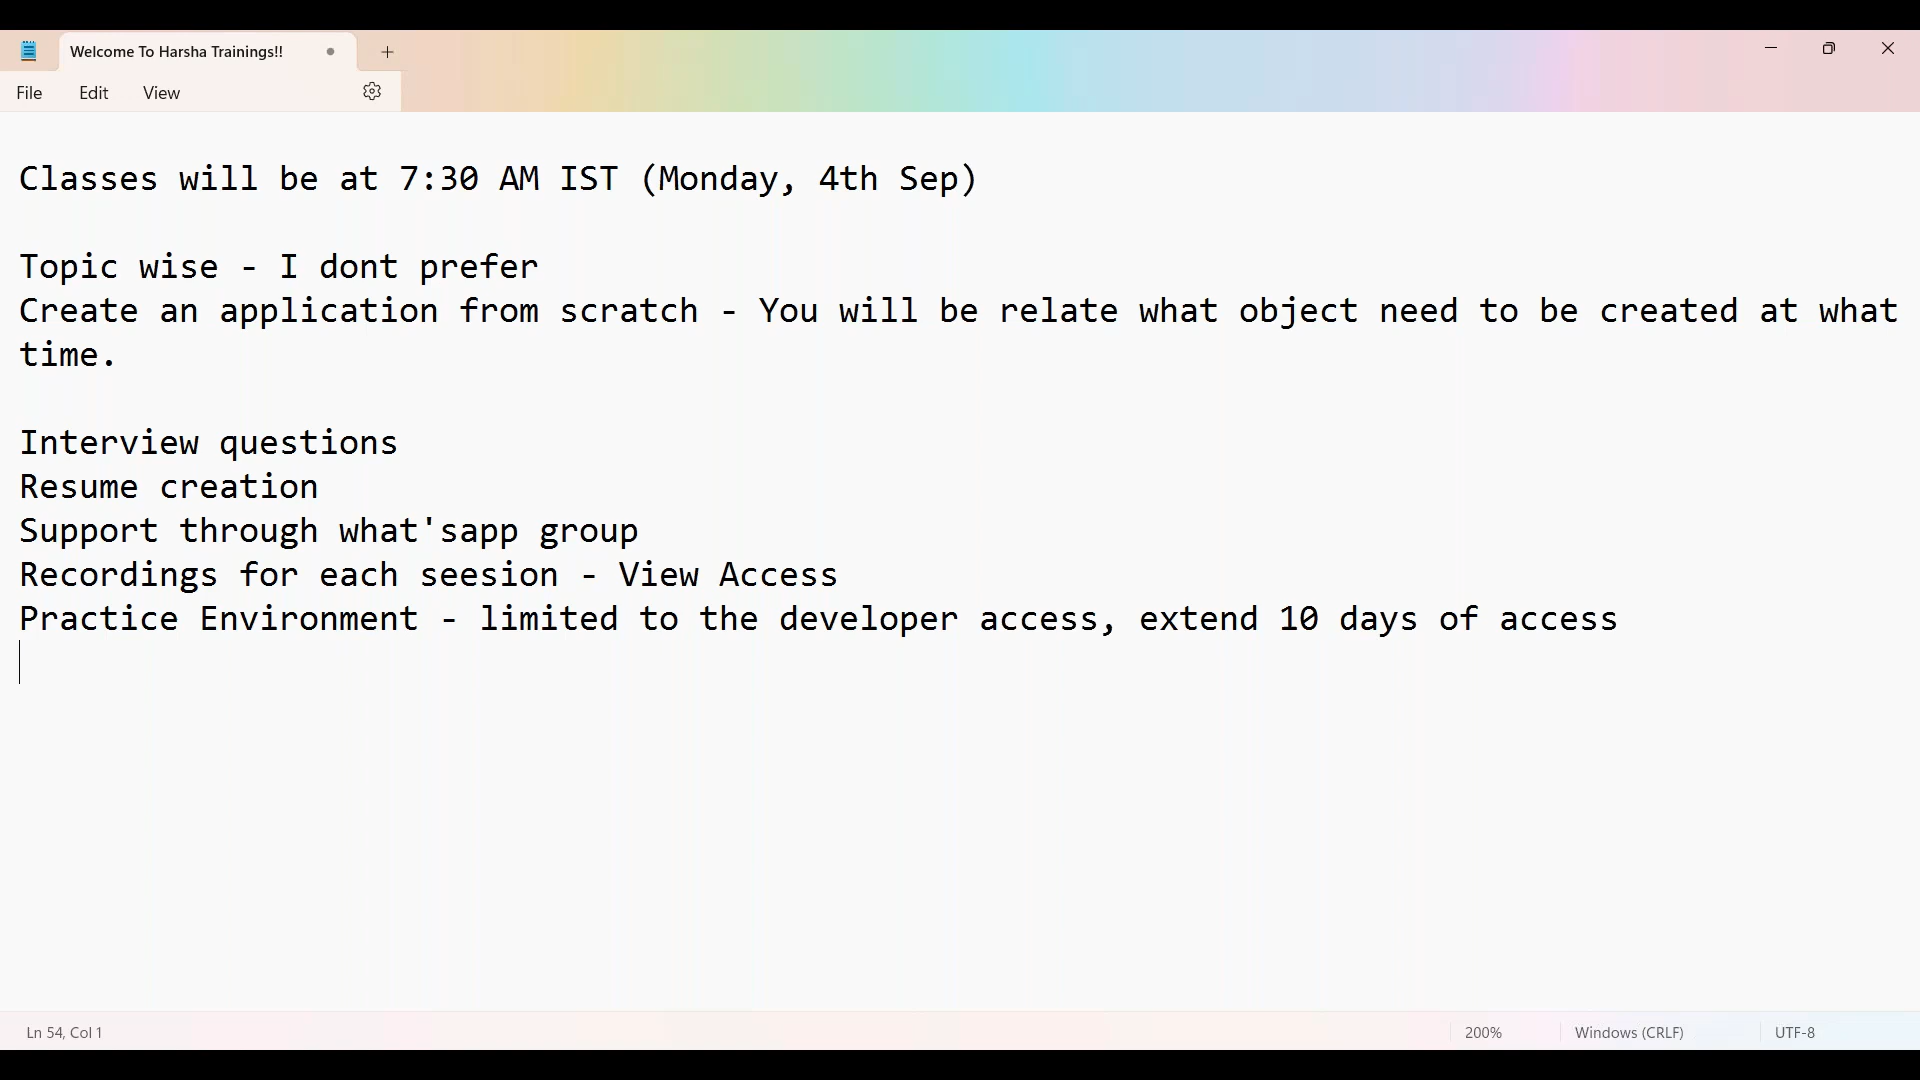 Welcome To Harsha Trainings!!
File Edit View
Classes will be at 7:30 AM IST (Monday, 4th Sep)
Topic wise - I dont prefer
Create an application from scratch - You will be relate what object need to be created at what
time.
Interview questions
Resume creation
Support through what'sapp group
Recordings for each seesion - View Access
Practice Environment - limited to the developer access, extend 10 days of access
Ln 54, Col 1 200% Windows (CRLF) UTF-8